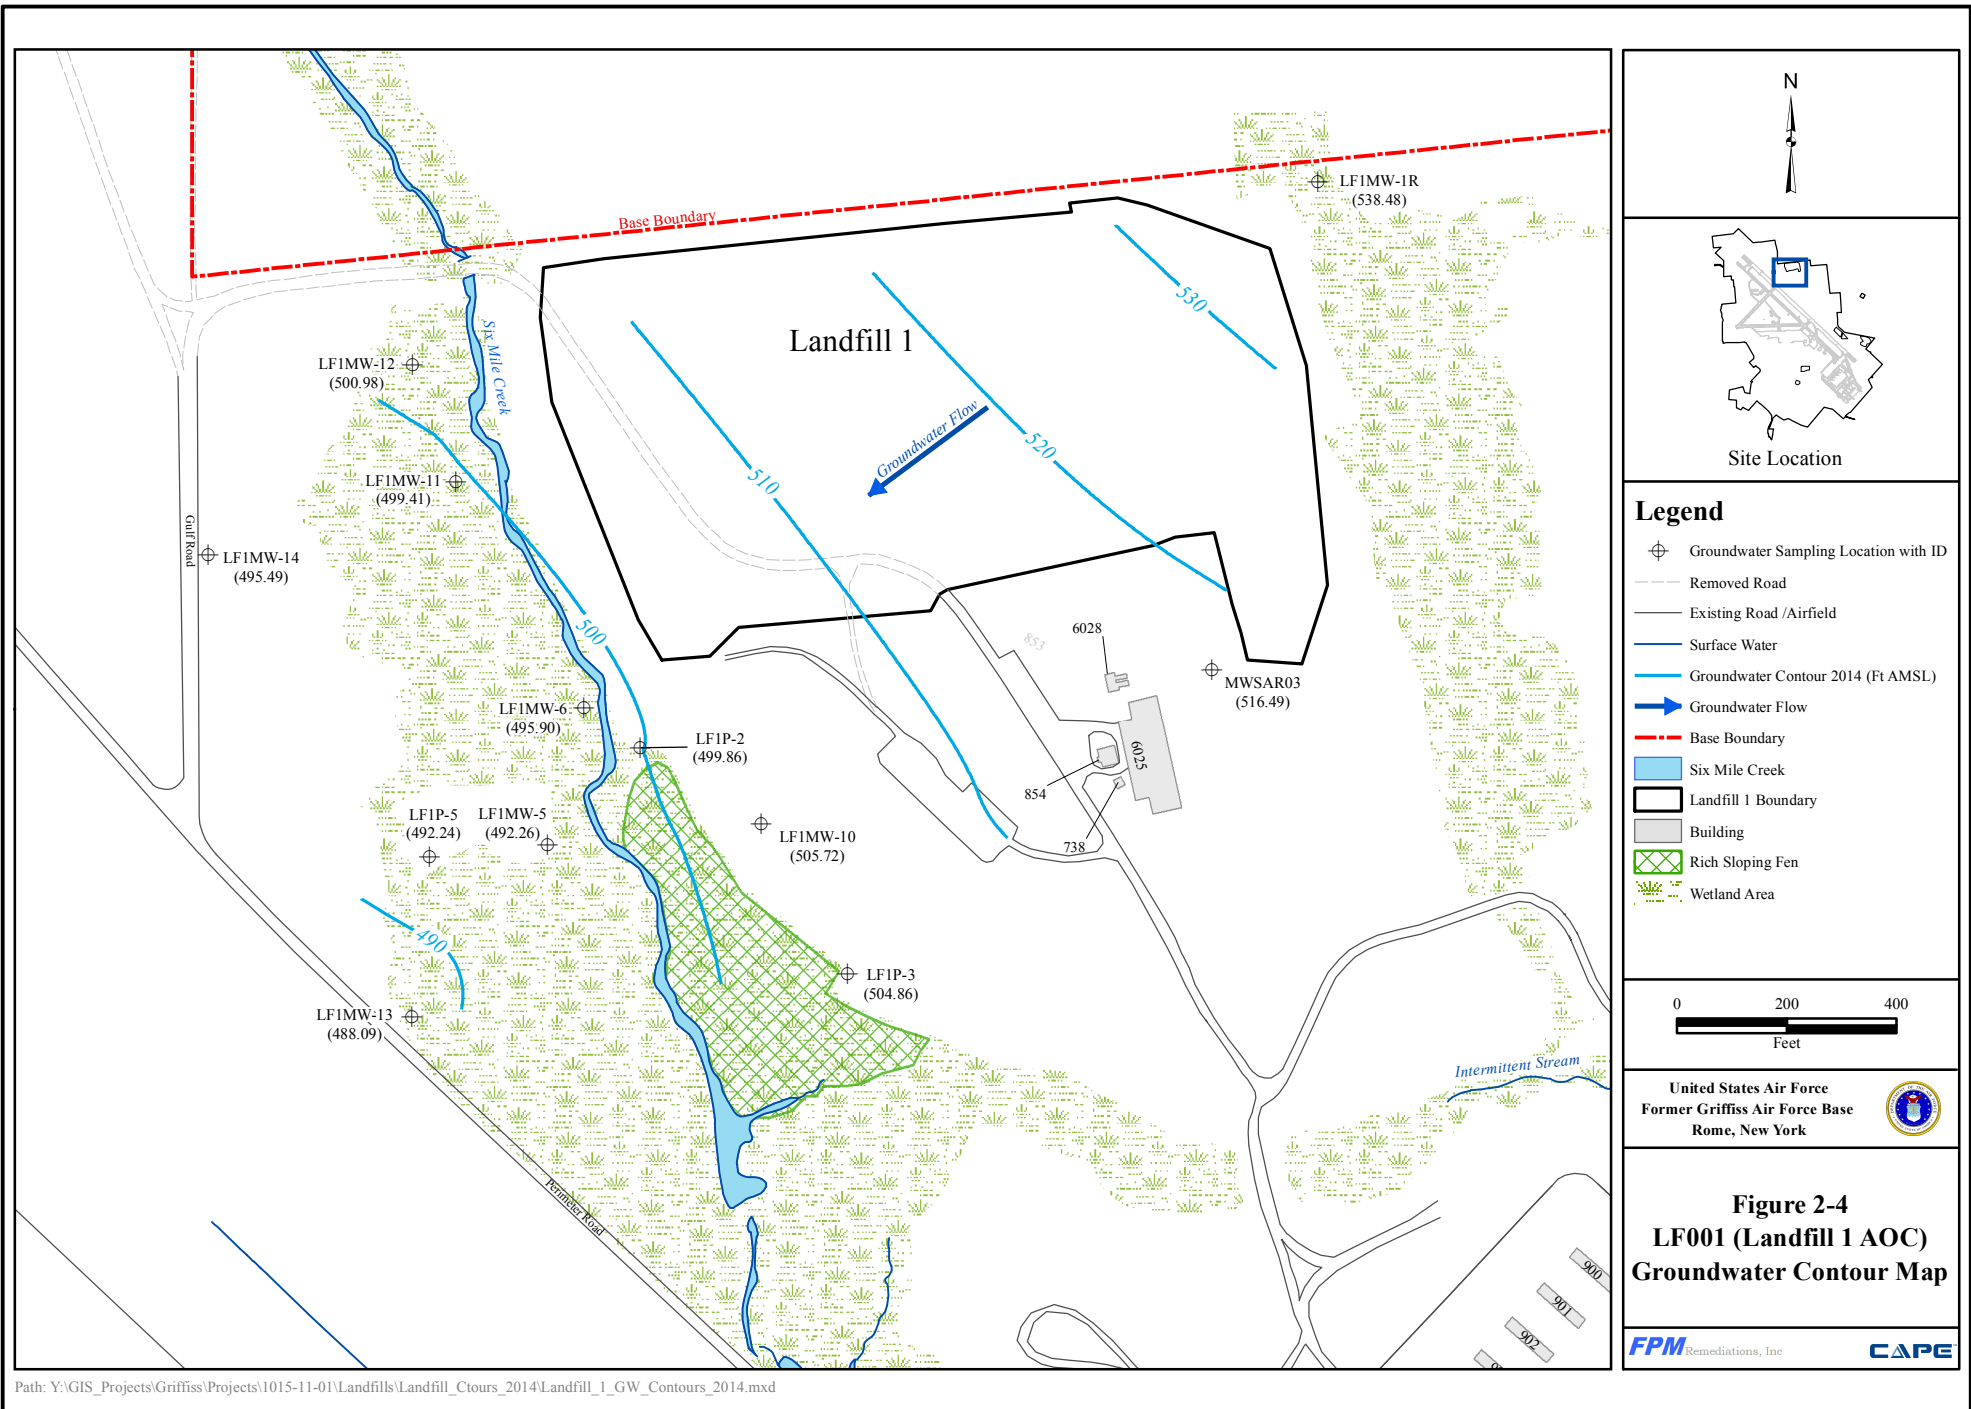 Base Boundary
LF1MW-1R
(538.48)
530
Landfill 1
Six Mile Creek
LF1MW-12
(500.98)
Groundwater Flow
520
510
LF1MW-11
(499.41)
Gulf Road
LF1MW-14
(495.49)
500
853
6028
MWSAR03
(516.49)
LF1MW-6
(495.90)
LF1P-2
(499.86)
6025
854
738
LF1P-5
(492.24)
LF1MW-5
(492.26)
LF1MW-10
(505.72)
490
LF1P-3
(504.86)
LF1MW-13
(488.09)
Intermittent Stream
Perimeter Road
900
901
902
N
Site Location
Legend
Groundwater Sampling Location with ID
Removed Road
Existing Road /Airfield
Surface Water
Groundwater Contour 2014 (Ft AMSL)
Groundwater Flow
Base Boundary
Six Mile Creek
Landfill 1 Boundary
Building
Rich Sloping Fen
Wetland Area
0 200 400
Feet
United States Air Force
Former Griffiss Air Force Base
Rome, New York
Figure 2-4
LF001 (Landfill 1 AOC)
Groundwater Contour Map
FPM Remediations, Inc
CAPE
Path: Y:\GIS_Projects\Griffiss\Projects\1015-11-01\Landfills\Landfill_Ctours_2014\Landfill_1_GW_Contours_2014.mxd